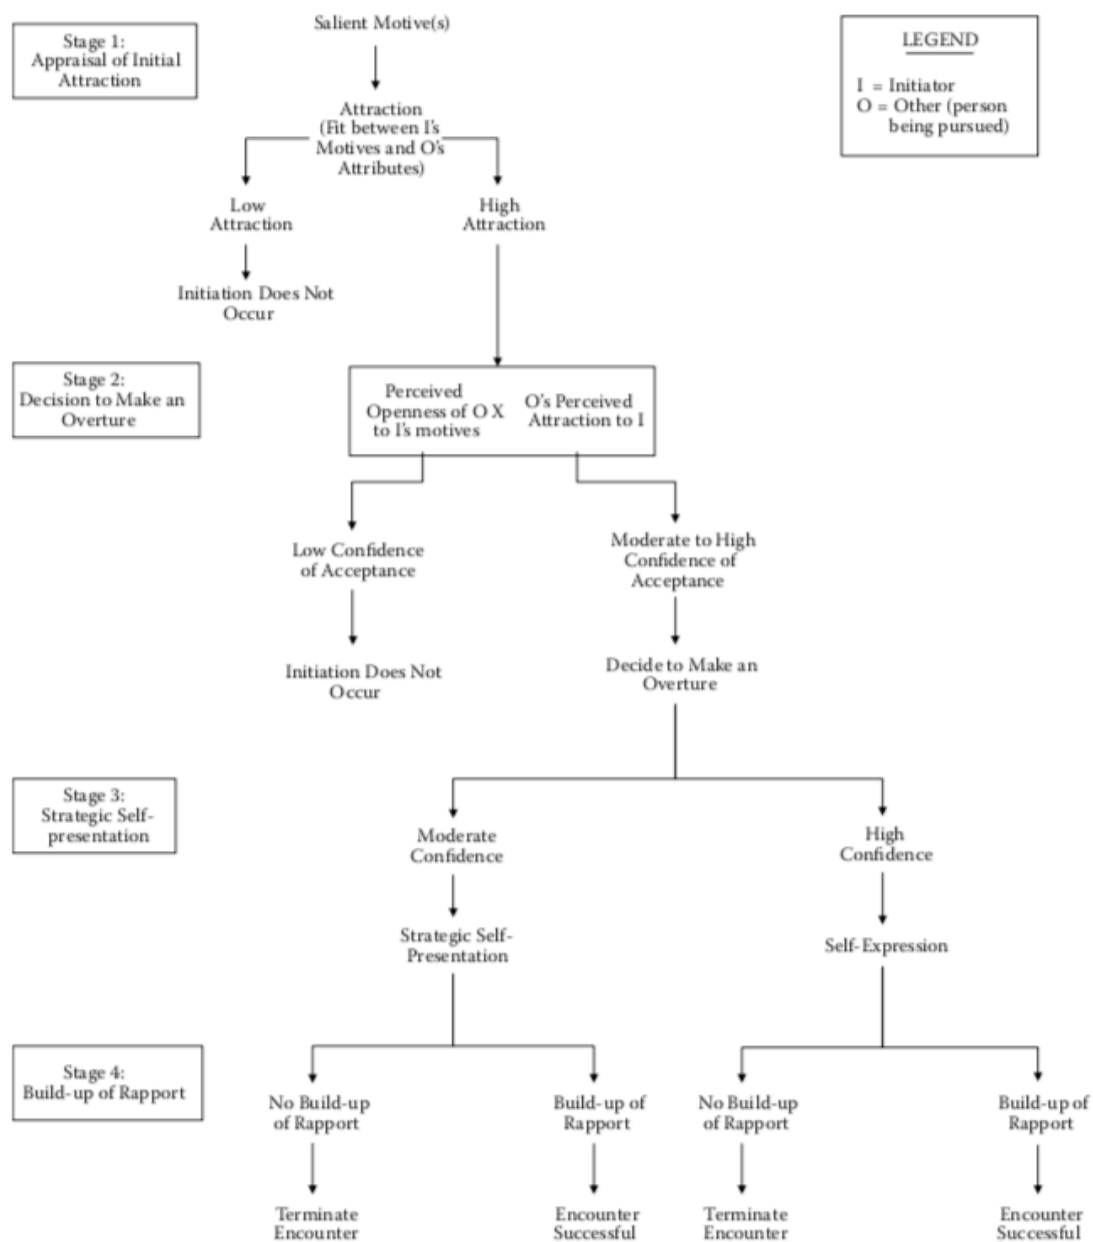 Salient Motive(s)
Stage 1:
Appraisal of Initial
Attraction
LEGEND
I = Initiator
O = Other (person
being pursued)
Attraction
(Fit between I's
Motives and O's
Attributes)
Low
Attraction
High
Attraction
Initiation Does Not
Occur
Stage 2:
Decision to Make an
Overture
Perceived
Openness of O X
to I's motives
O's Perceived
Attraction to I
Low Confidence
of Acceptance
Moderate to High
Confidence of
Acceptance
Initiation Does Not
Occur
Decide to Make an
Overture
Stage 3:
Strategic Self-
presentation
Moderate
Confidence
High
Confidence
Strategic Self-
Presentation
Self-Expression
Stage 4:
Build-up of Rapport
No Build-up
of Rapport
Build-up of
Rapport
No Build-up
of Rapport
Build-up of
Rapport
Terminate
Encounter
Encounter
Successful
Terminate
Encounter
Encounter
Successful